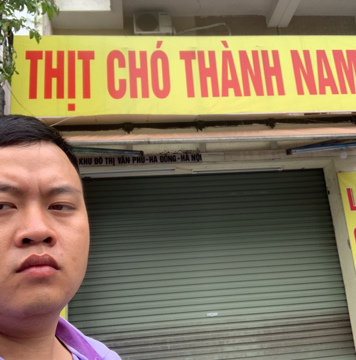 THỊT CHÓ THÀNH NAM
KHU ĐÔ THỊ VĂN PHÚ-HÀ ĐÔNG-HÀ NỘI
L